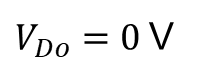 V_{Do} = 0 V